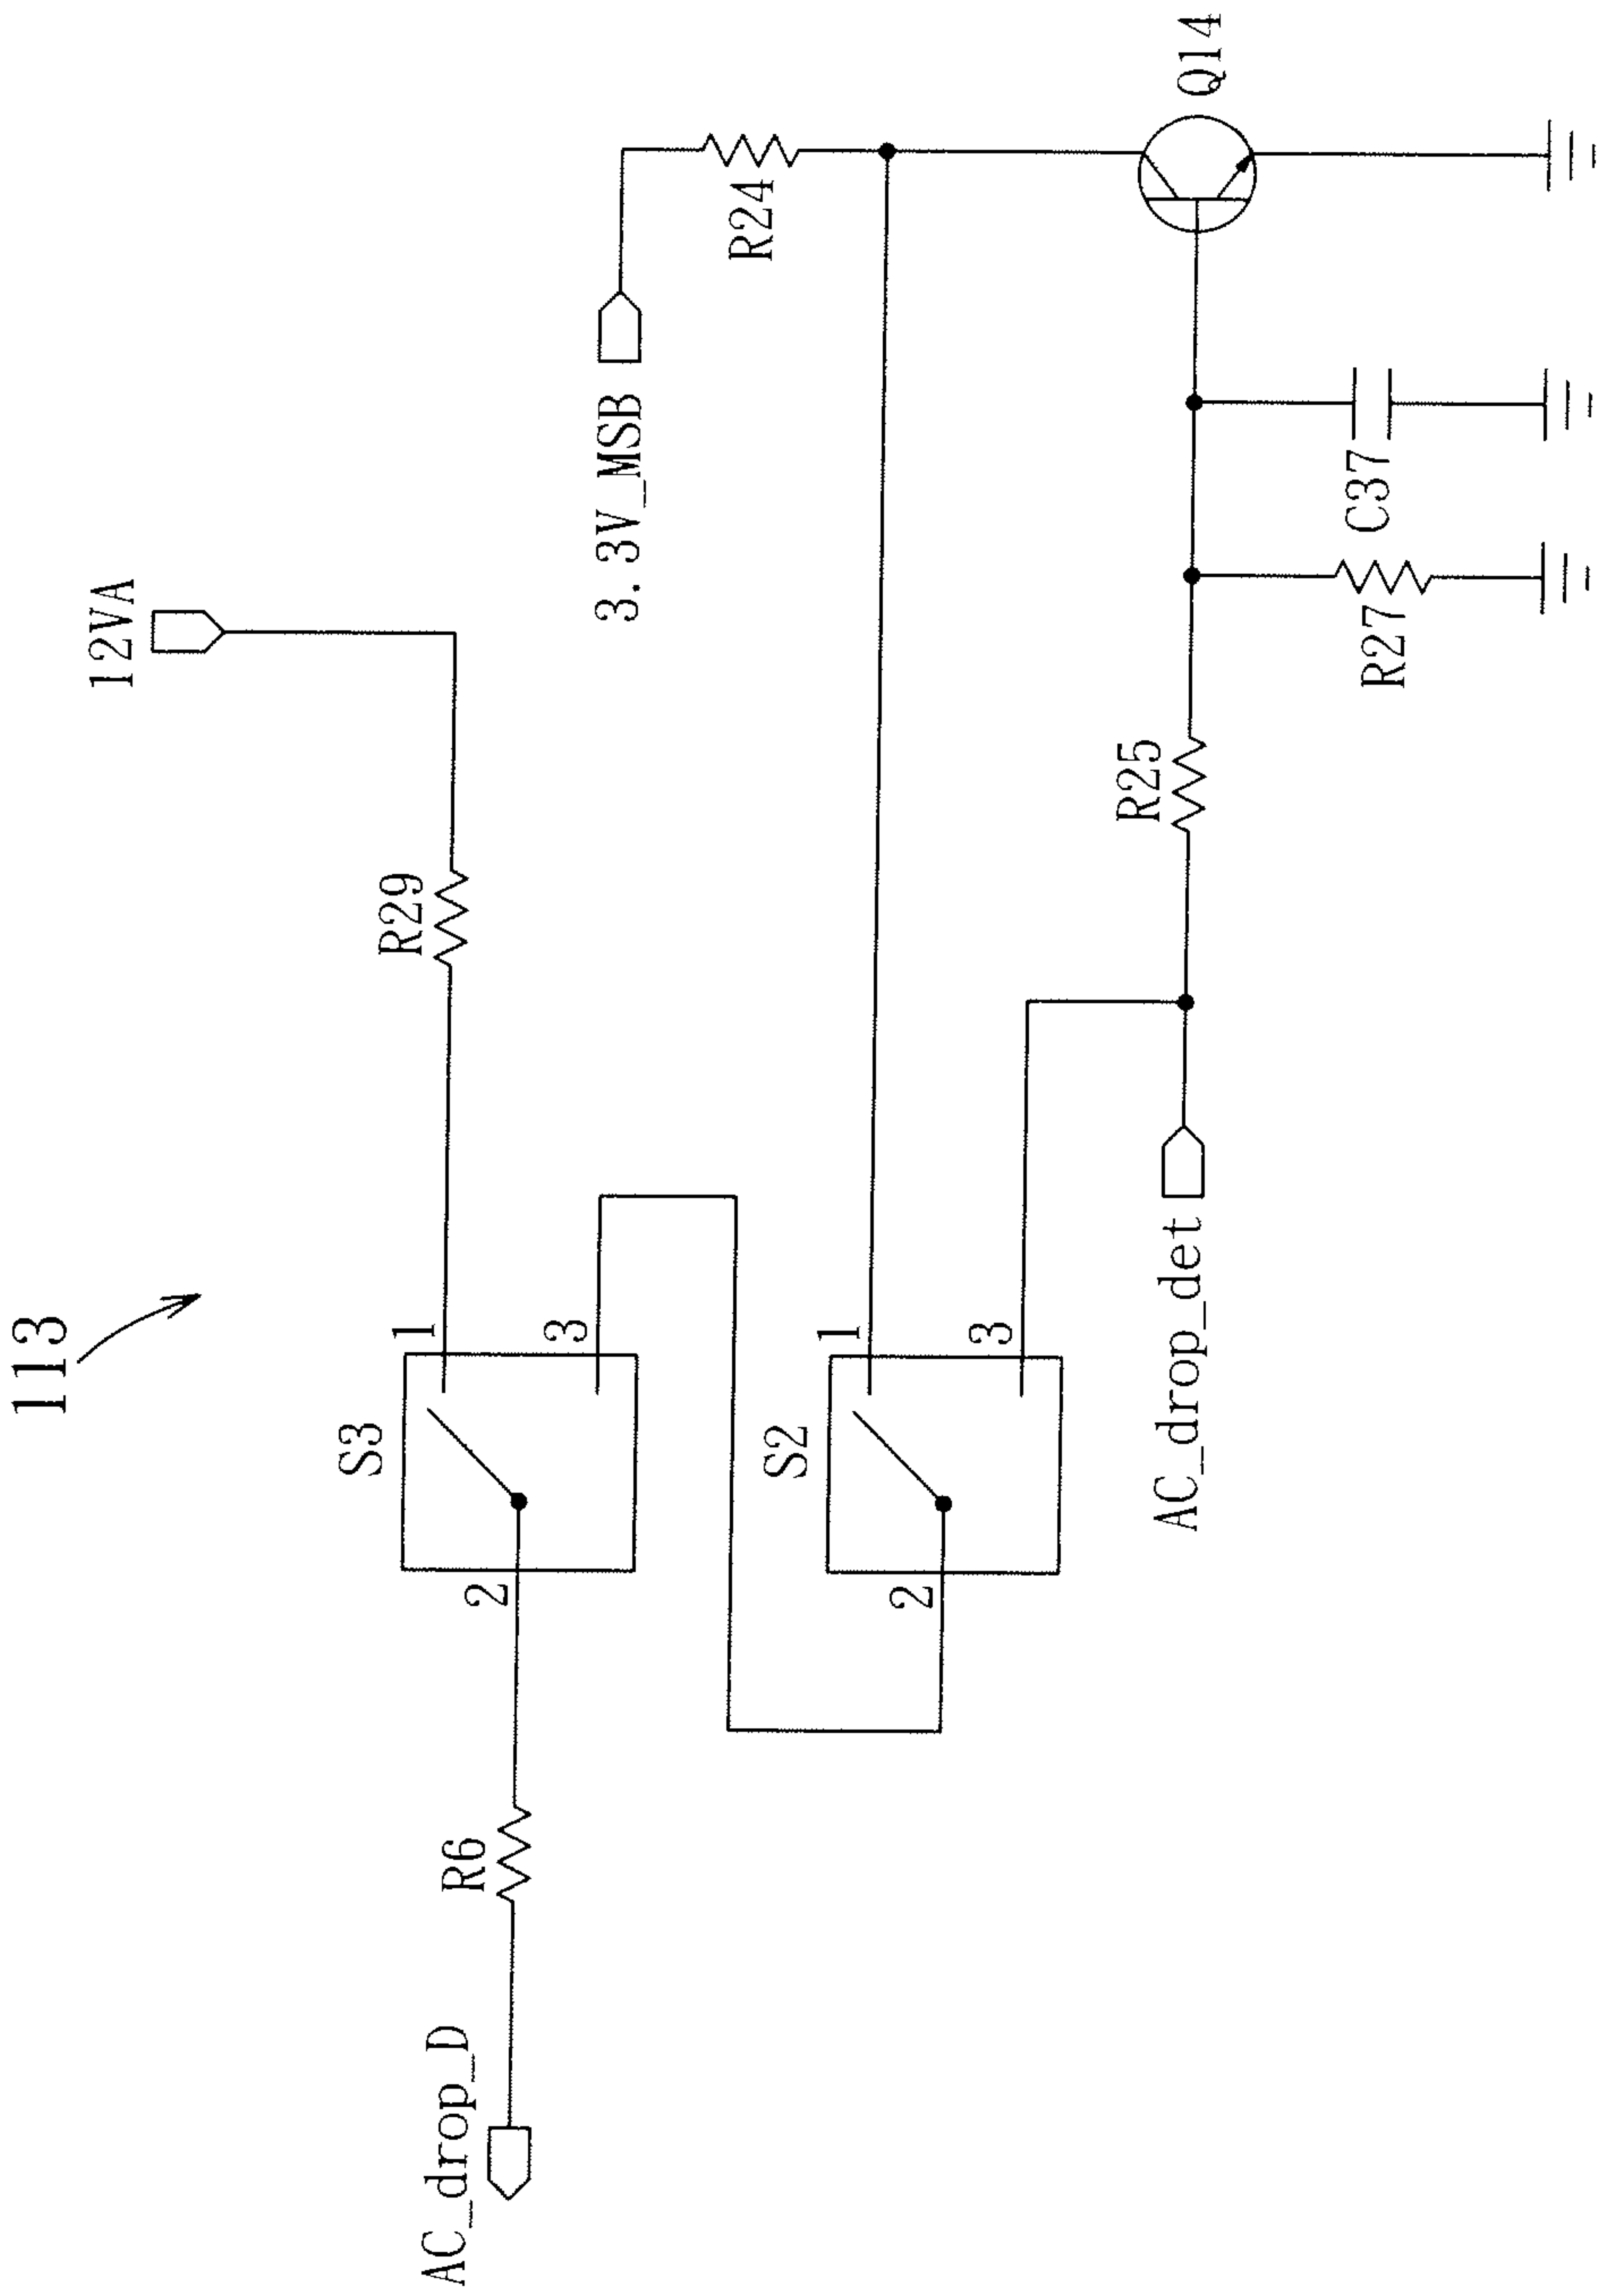 113
12VA
R29
S3
1
2
3
R6
AC_drop_D
3.3V_MSB
R24
S2
1
2
3
Q14
R25
AC_drop_det
R27
C37